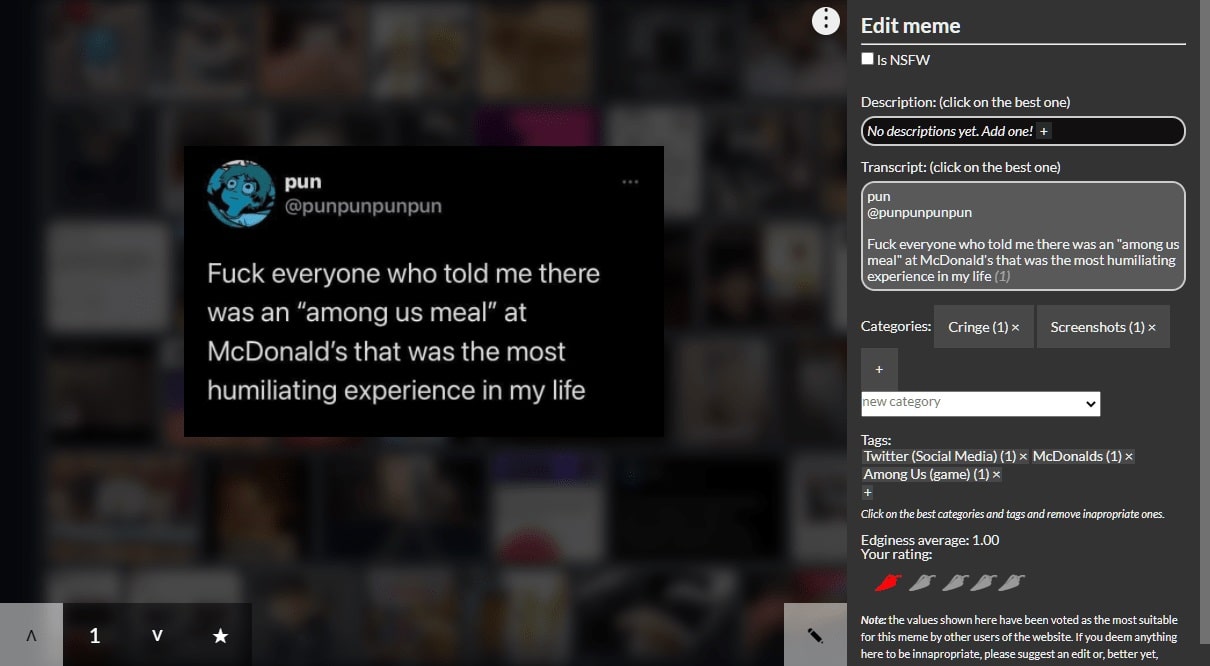 pun
@punpunpunpun
Fuck everyone who told me there
was an “among us meal” at
McDonald’s that was the most
humiliating experience in my life
1
Edit meme
Is NSFW
Description: (click on the best one)
No descriptions yet. Add one! +
Transcript: (click on the best one)
pun
@punpunpunpun
Fuck everyone who told me there was an "among us
meal" at McDonald's that was the most humiliating
experience in my life (1)
Categories: Cringe (1) × Screenshots (1) ×
+
new category
Tags:
Twitter (Social Media) (1) × McDonalds (1) ×
Among Us (game) (1) ×
+
Click on the best categories and tags and remove inapropriate ones.
Edginess average: 1.00
Your rating:
Note: the values shown here have been voted as the most suitable
for this meme by other users of the website. If you deem anything
here to be innapropriate, please suggest an edit or, better yet,